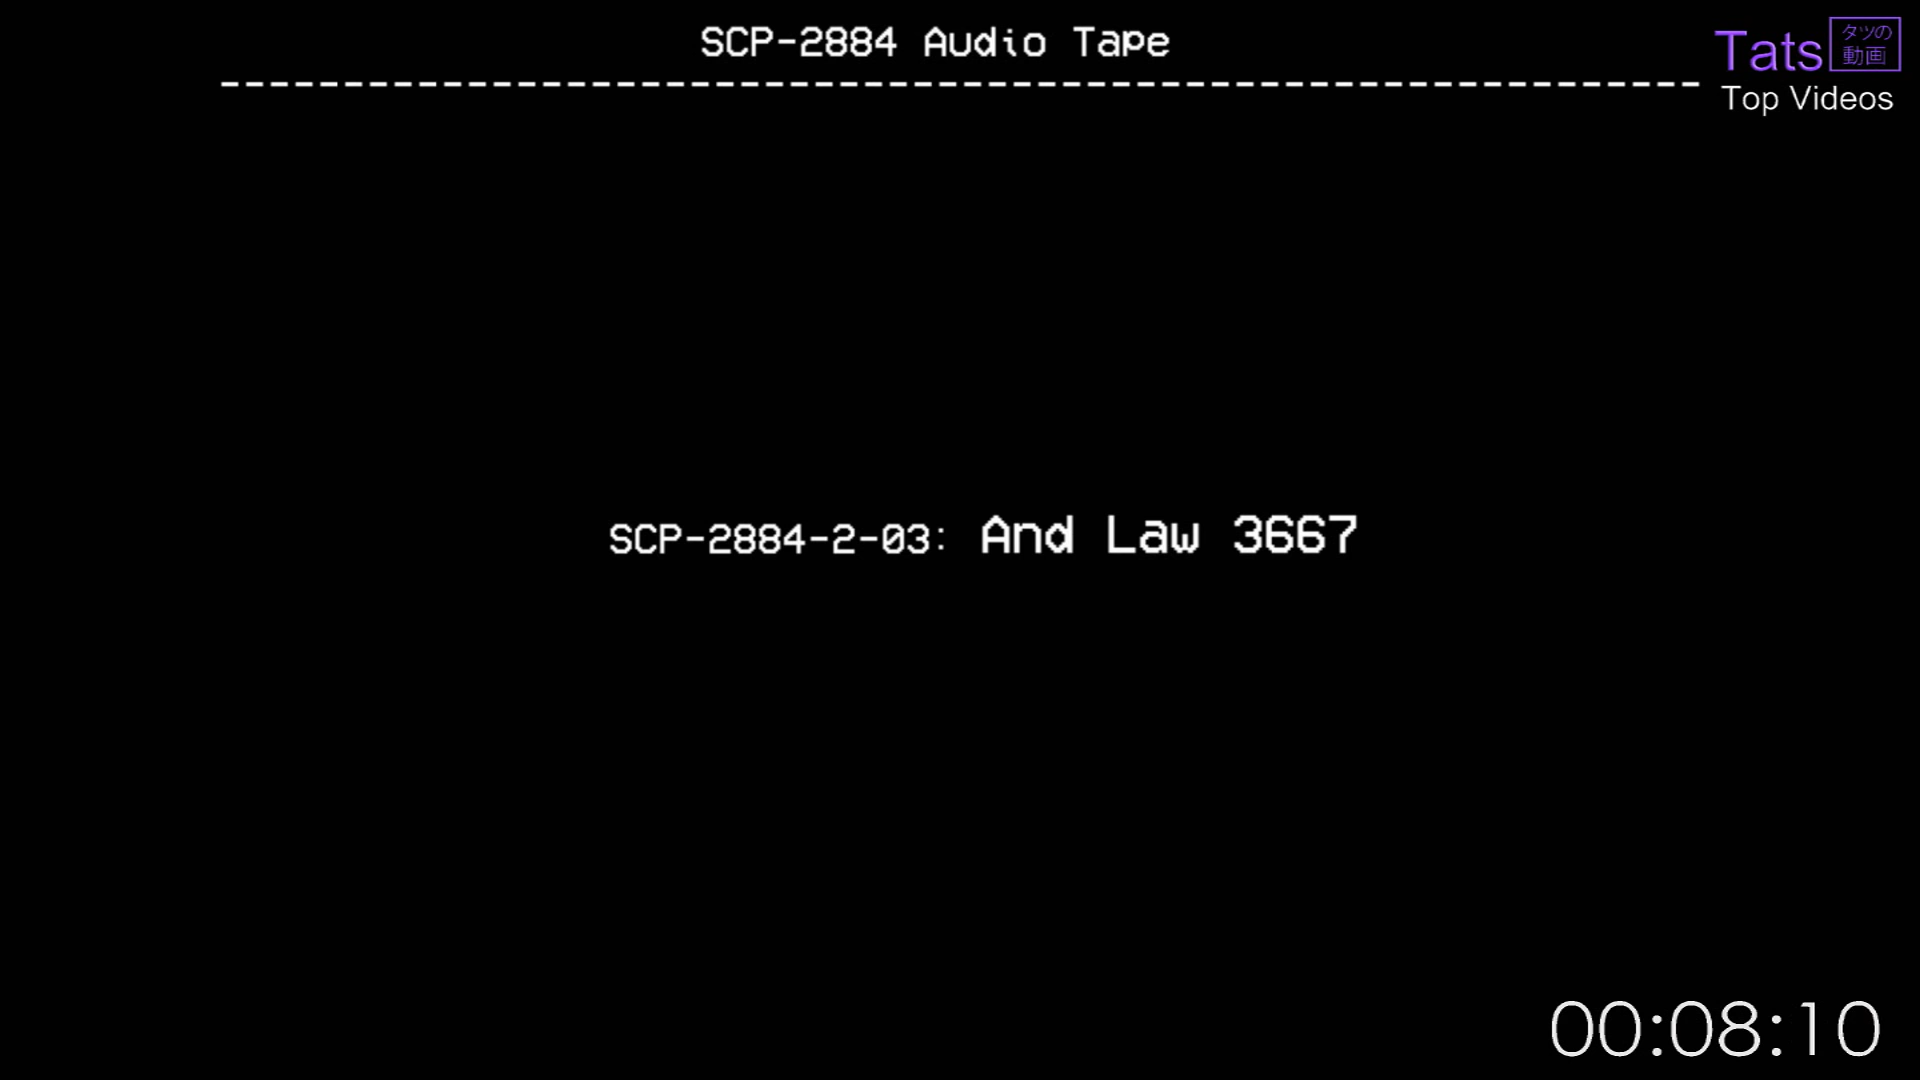 SCP-2884 Audio Tape
Tats
タツの
動画
Top Videos
--------------------------------------------------------------
SCP-2884-2-03: And Law 3667
00:08:10